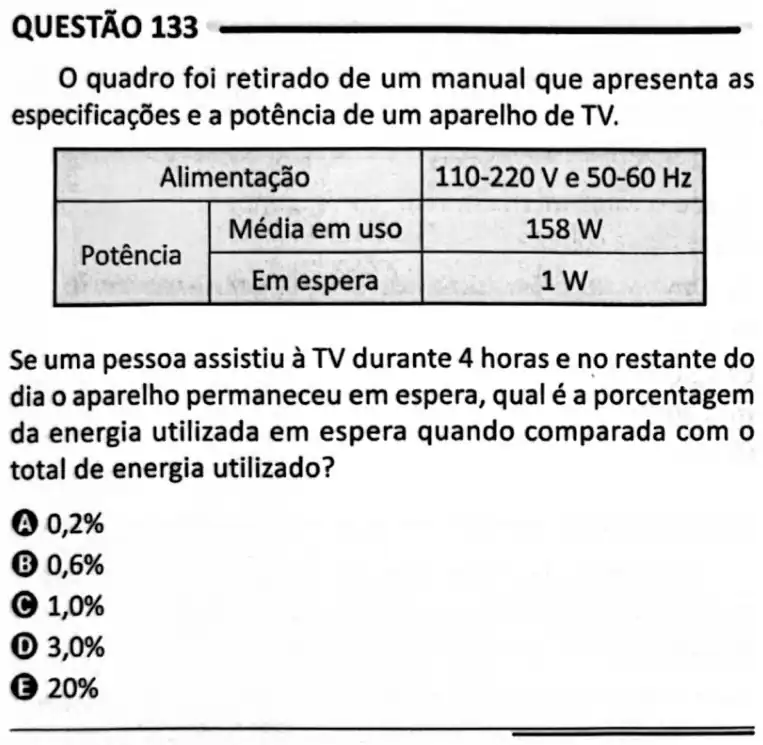 QUESTÃO 133
O quadro foi retirado de um manual que apresenta as
especificações e a potência de um aparelho de TV.
Alimentação 110-220 V e 50-60 Hz
Potência
Média em uso 158 W
Em espera 1 W
Se uma pessoa assistiu à TV durante 4 horas e no restante do
dia o aparelho permaneceu em espera, qual é a porcentagem
da energia utilizada em espera quando comparada com o
total de energia utilizado?
A 0,2%
B 0,6%
C 1,0%
D 3,0%
E 20%